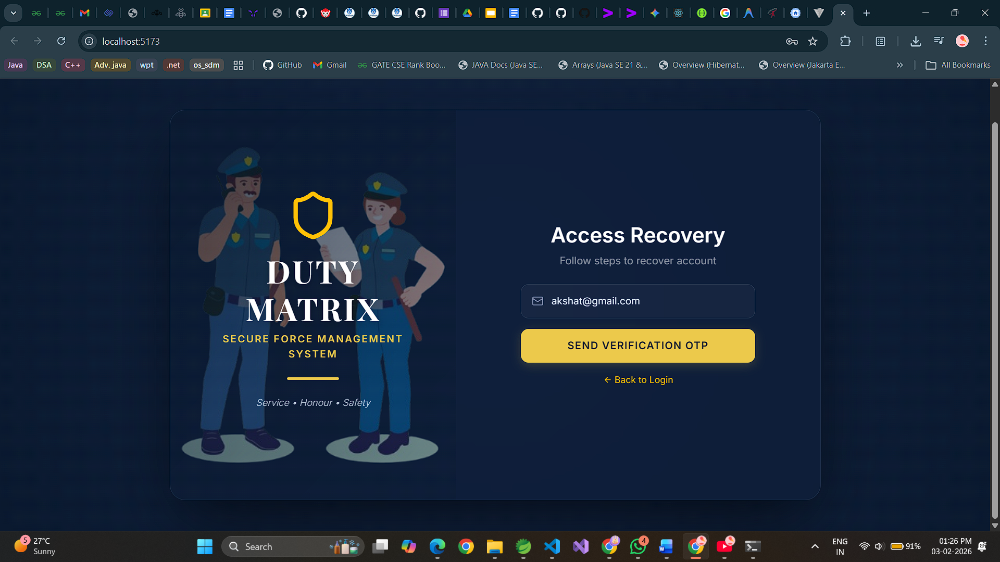 localhost:5173
Java
DSA
C++
Adv. java
wpt
.net
os_sdm
GitHub
Gmail
GATE CSE Rank Boo...
JAVA Docs (Java SE...
Arrays (Java SE 21 &...
Overview (Hibernat...
Overview (Jakarta E...
All Bookmarks
DUTY
MATRIX
SECURE FORCE MANAGEMENT
SYSTEM
Service • Honour • Safety
Access Recovery
Follow steps to recover account
akshat@gmail.com
SEND VERIFICATION OTP
← Back to Login
5
27°C
Sunny
Search
4
ENG
IN
91%
01:26 PM
03-02-2026